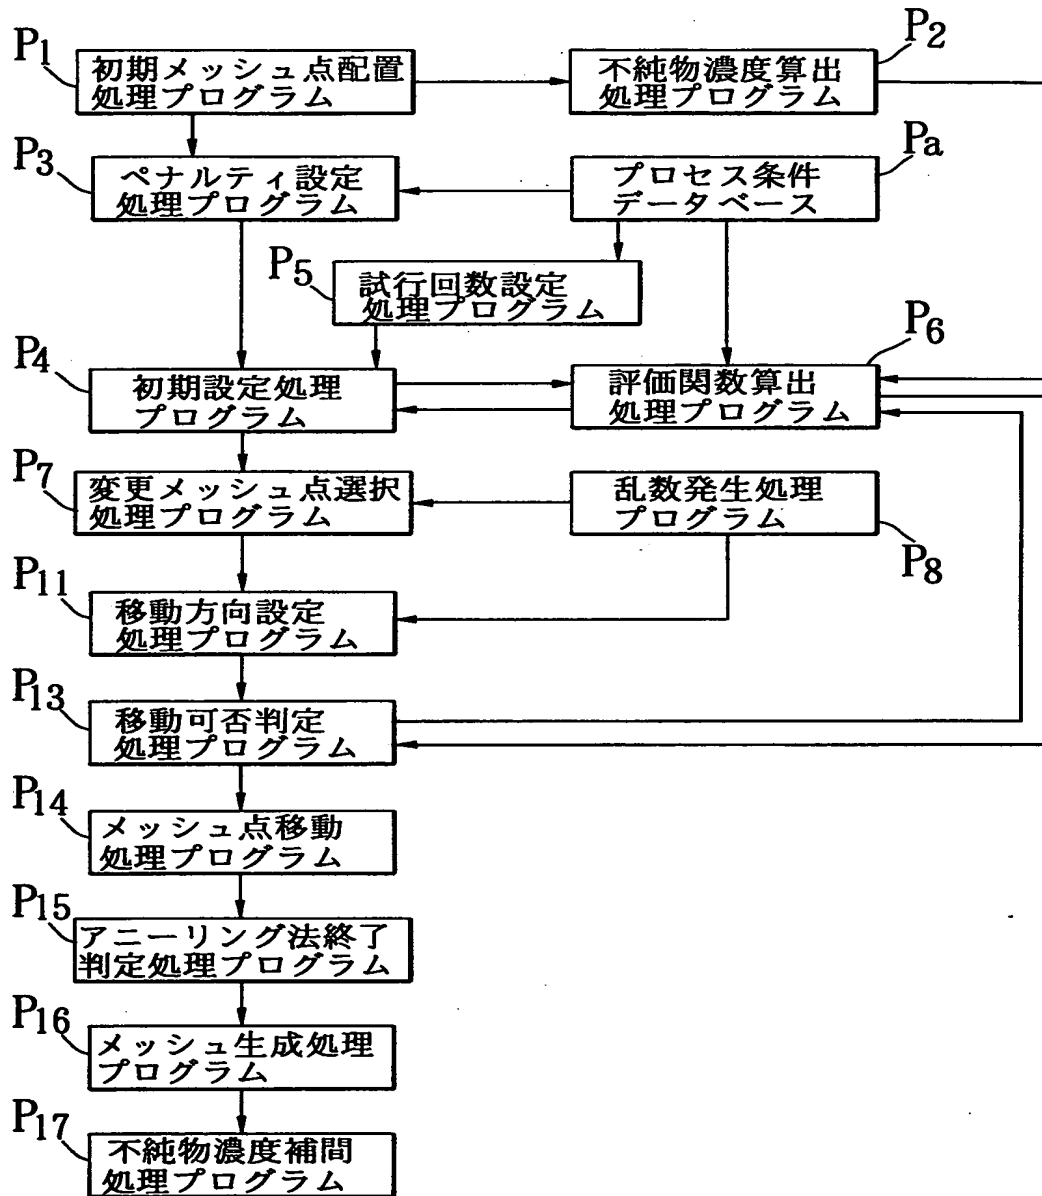 P1
初期メッシュ点配置
処理プログラム
P2
不純物濃度算出
処理プログラム
P3
ペナルティ設定
処理プログラム
Pa
プロセス条件
データベース
P5
試行回数設定
処理プログラム
P4
初期設定処理
プログラム
P6
評価関数算出
処理プログラム
P7
変更メッシュ点選択
処理プログラム
乱数発生処理
プログラム
P8
P11
移動方向設定
処理プログラム
P13
移動可否判定
処理プログラム
P14
メッシュ点移動
処理プログラム
P15
アニーリング法終了
判定処理プログラム
P16
メッシュ生成処理
プログラム
P17
不純物濃度補間
処理プログラム